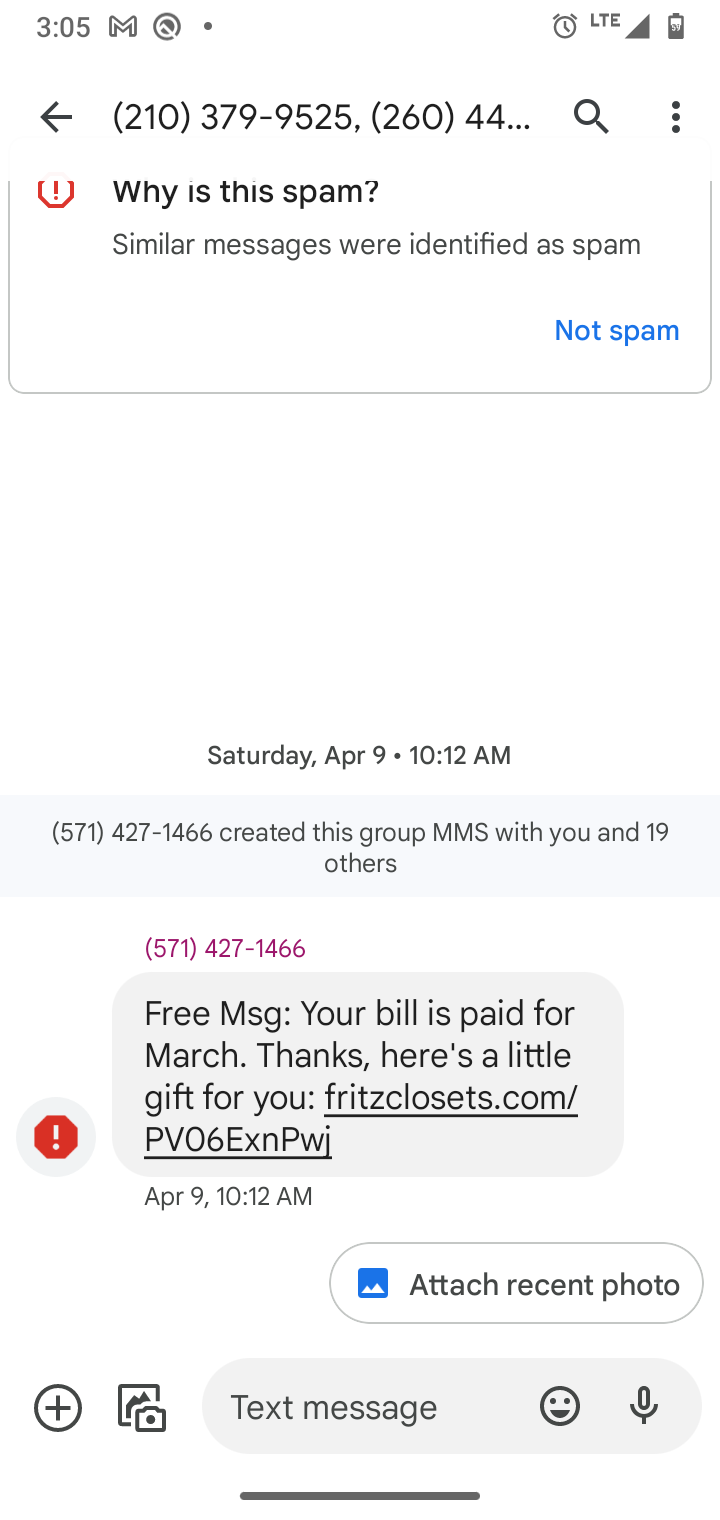 3:05 LTE
(210) 379-9525, (260) 44...
Why is this spam?
Similar messages were identified as spam
Not spam
Saturday, Apr 9 • 10:12 AM
(571) 427-1466 created this group MMS with you and 19
others
(571) 427-1466
Free Msg: Your bill is paid for
March. Thanks, here's a little
gift for you: fritzclosets.com/
PV06ExnPwj
Apr 9, 10:12 AM
Attach recent photo
Text message